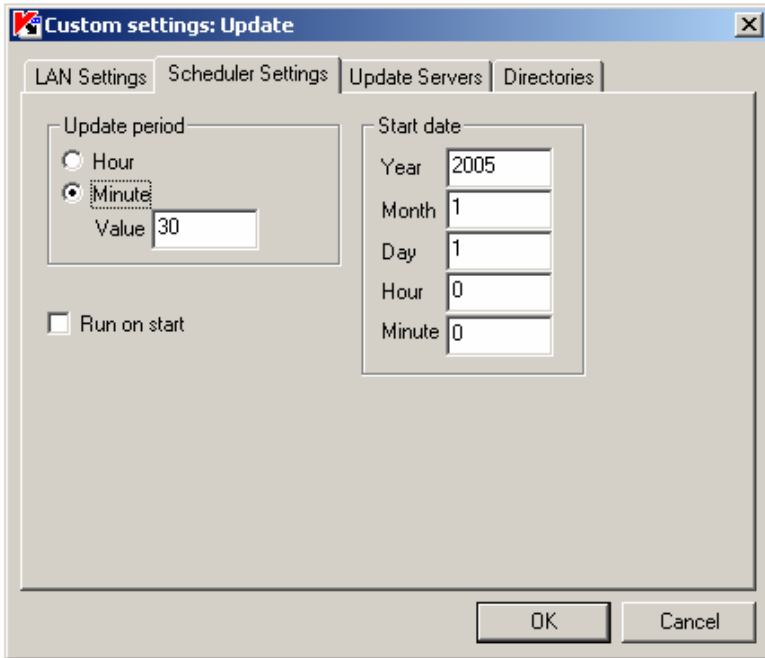 Custom settings: Update
LAN Settings Scheduler Settings Update Servers Directories
Update period
Hour
Minute
Value 30
Run on start
Start date
Year 2005
Month 1
Day 1
Hour 0
Minute 0
OK Cancel